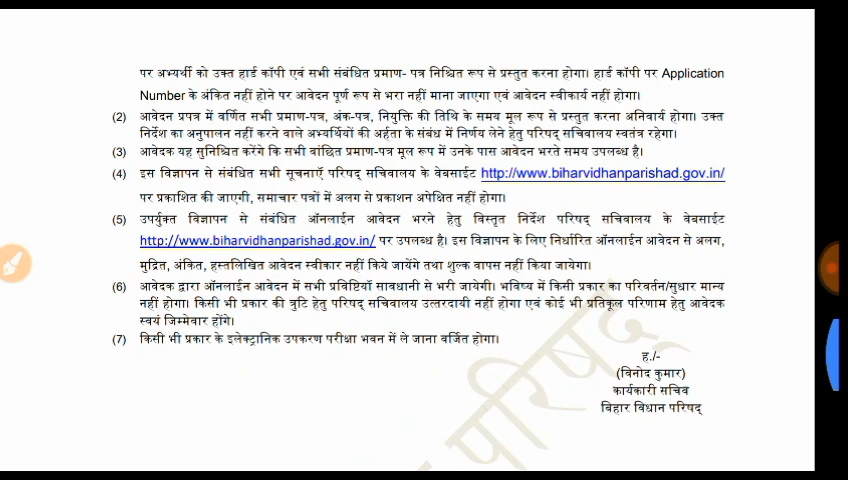 पर अभ्यर्थी को उक्त हार्ड कॉपी एवं सभी संबंधित प्रमाण- पत्र निश्चित रूप से प्रस्तुत करना होगा। हार्ड कॉपी पर Application
Number के अंकित नहीं होने पर आवेदन पूर्ण रूप से भरा नहीं माना जाएगा एवं आवेदन स्वीकार्य नहीं होगा।
(2) आवेदन प्रपत्र में वर्णित सभी प्रमाण-पत्र, अंक-पत्र, नियुक्ति की तिथि के समय मूल रूप से प्रस्तुत करना अनिवार्य होगा। उक्त
निर्देश का अनुपालन नहीं करने वाले अभ्यर्थियों की अर्हता के संबंध में निर्णय लेने हेतु परिषद् सचिवालय स्वतंत्र रहेगा।
(3) आवेदक यह सुनिश्चित करेंगे कि सभी वांछित प्रमाण-पत्र मूल रूप में उनके पास आवेदन भरते समय उपलब्ध है।
(4) इस विज्ञापन से संबंधित सभी सूचनाएँ परिषद् सचिवालय के वेबसाईट http://www.biharvidhanparishad.gov.in/
पर प्रकाशित की जाएगी, समाचार पत्रों में अलग से प्रकाशन अपेक्षित नहीं होगा।
(5) उपर्युक्त विज्ञापन से संबंधित ऑनलाईन आवेदन भरने हेतु विस्तृत निर्देश परिषद् सचिवालय के वेबसाईट
http://www.biharvidhanparishad.gov.in/ पर उपलब्ध है। इस विज्ञापन के लिए निर्धारित ऑनलाईन आवेदन से अलग,
मुद्रित, अंकित, हस्तलिखित आवेदन स्वीकार नहीं किये जायेंगे तथा शुल्क वापस नहीं किया जायेगा।
(6) आवेदक द्वारा ऑनलाईन आवेदन में सभी प्रविष्टियाँ सावधानी से भरी जायेगी। भविष्य में किसी प्रकार का परिवर्तन/सुधार मान्य
नहीं होगा। किसी भी प्रकार की त्रुटि हेतु परिषद् सचिवालय उत्तरदायी नहीं होगा एवं कोई भी प्रतिकूल परिणाम हेतु आवेदक
स्वयं जिम्मेवार होंगे।
(7) किसी भी प्रकार के इलेक्ट्रानिक उपकरण परीक्षा भवन में ले जाना वर्जित होगा।
ह./-
(विनोद कुमार)
कार्यकारी सचिव
बिहार विधान परिषद्
परिषद्